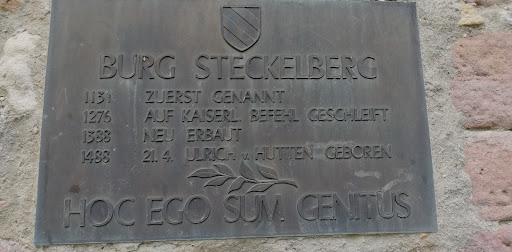 BURG STECKELBERG
1131 ZUERST GENANNT
1276 AUF KAISERL. BEFEHL GESCHLEIFT
1388 NEU ERBAUT
1488 21.4. ULRICH v. HUTTEN GEBOREN
HOC EGO SUM GENITUS